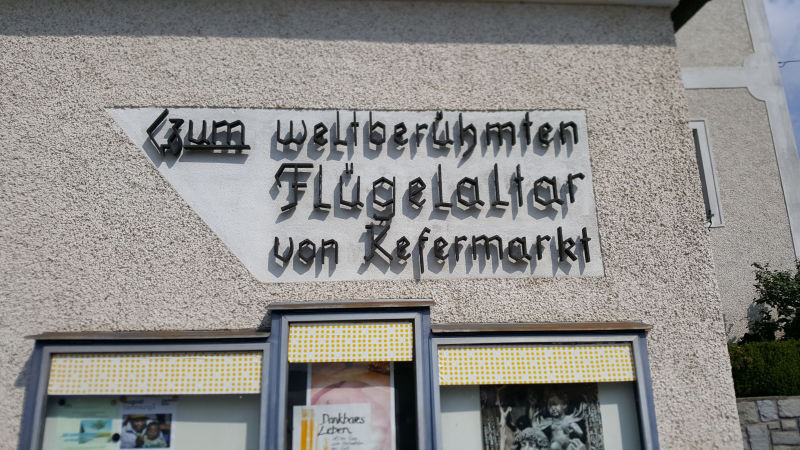 zum weltberühmten
Flügelaltar
von Kefermarkt
Dankbares
Leben